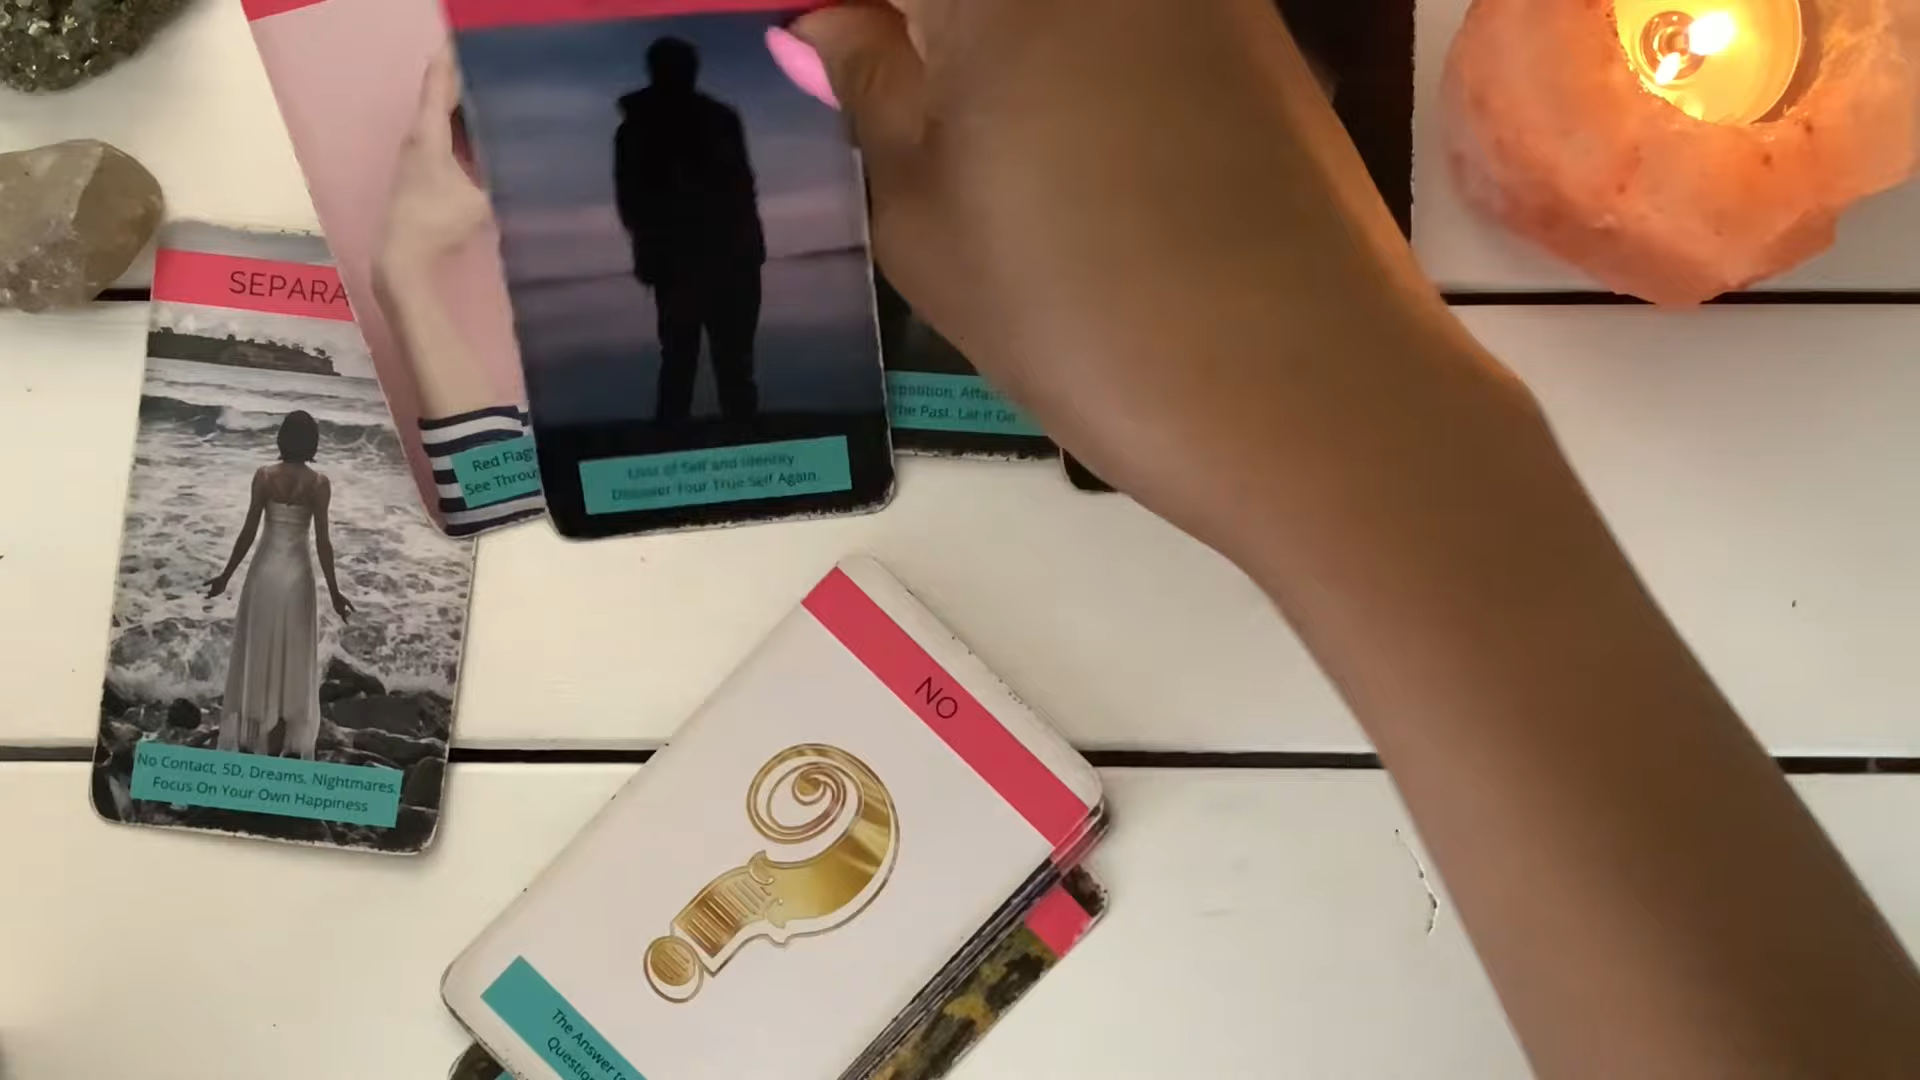 SEPARA
No Contact, 5D, Dreams, Nightmares.
Focus On Your Own Happiness
Red Flag
See Throu
Loss of Self and Identity
Discover Your True Self Again.
The Past. Let it Go
NO
The Answer to
Question